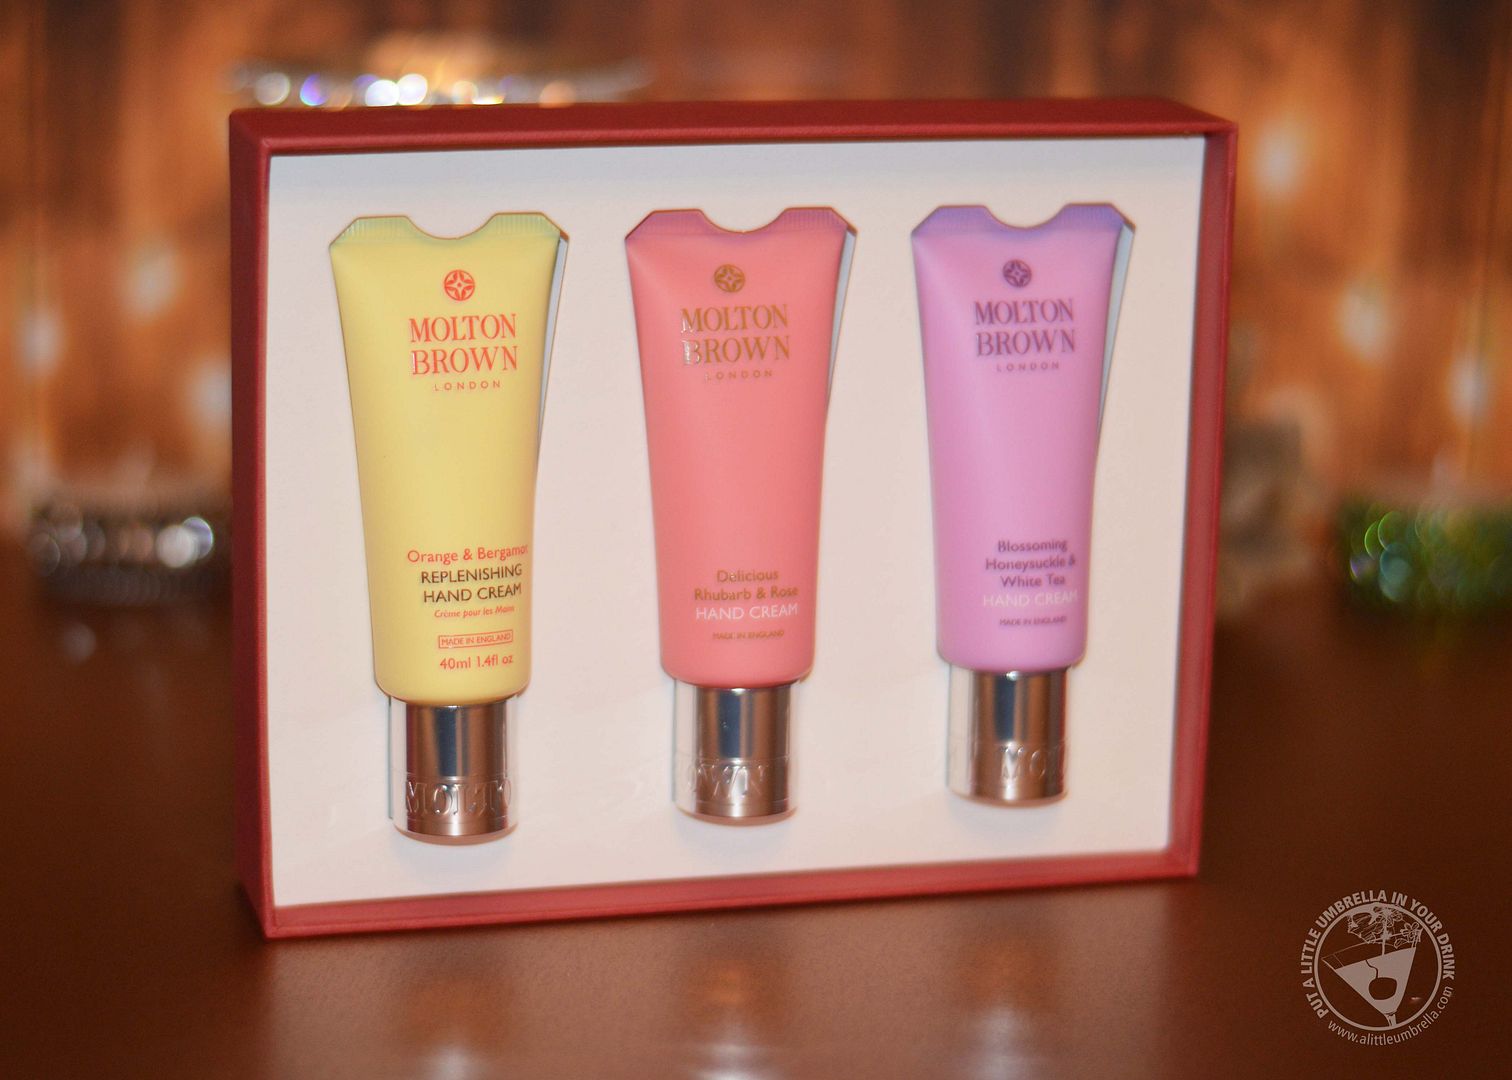 MOLTON
BROWN
LONDON
Orange & Bergamot
REPLENISHING
HAND CREAM
Crème pour les Mains
MADE IN ENGLAND
40ml 1.4fl oz
MOLTO
MOLTON
BROWN
LONDON
Delicious
Rhubarb & Rose
HAND CREAM
MADE IN ENGLAND
OWN
MOLTON
BROWN
LONDON
Blossoming
Honeysuckle &
White Tea
HAND CREAM
MADE IN ENGLAND
MO
PUT A LITTLE UMBRELLA IN YOUR DRINK
www.alittleumbrella.com